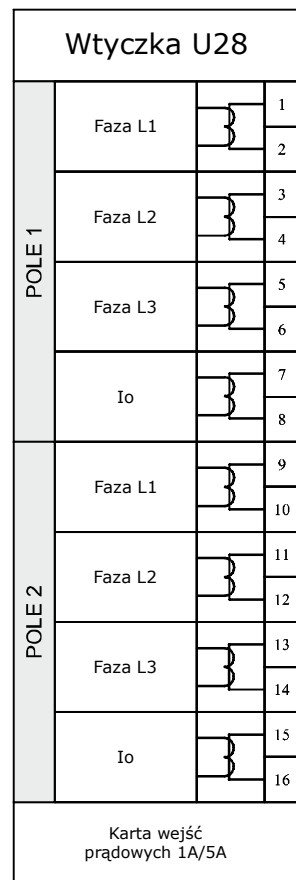 Wtyczka U28
POLE 1
Faza L1
1
2
Faza L2
3
4
Faza L3
5
6
Io
7
8
POLE 2
Faza L1
9
10
Faza L2
11
12
Faza L3
13
14
Io
15
16
Karta wejść
prądowych 1A/5A